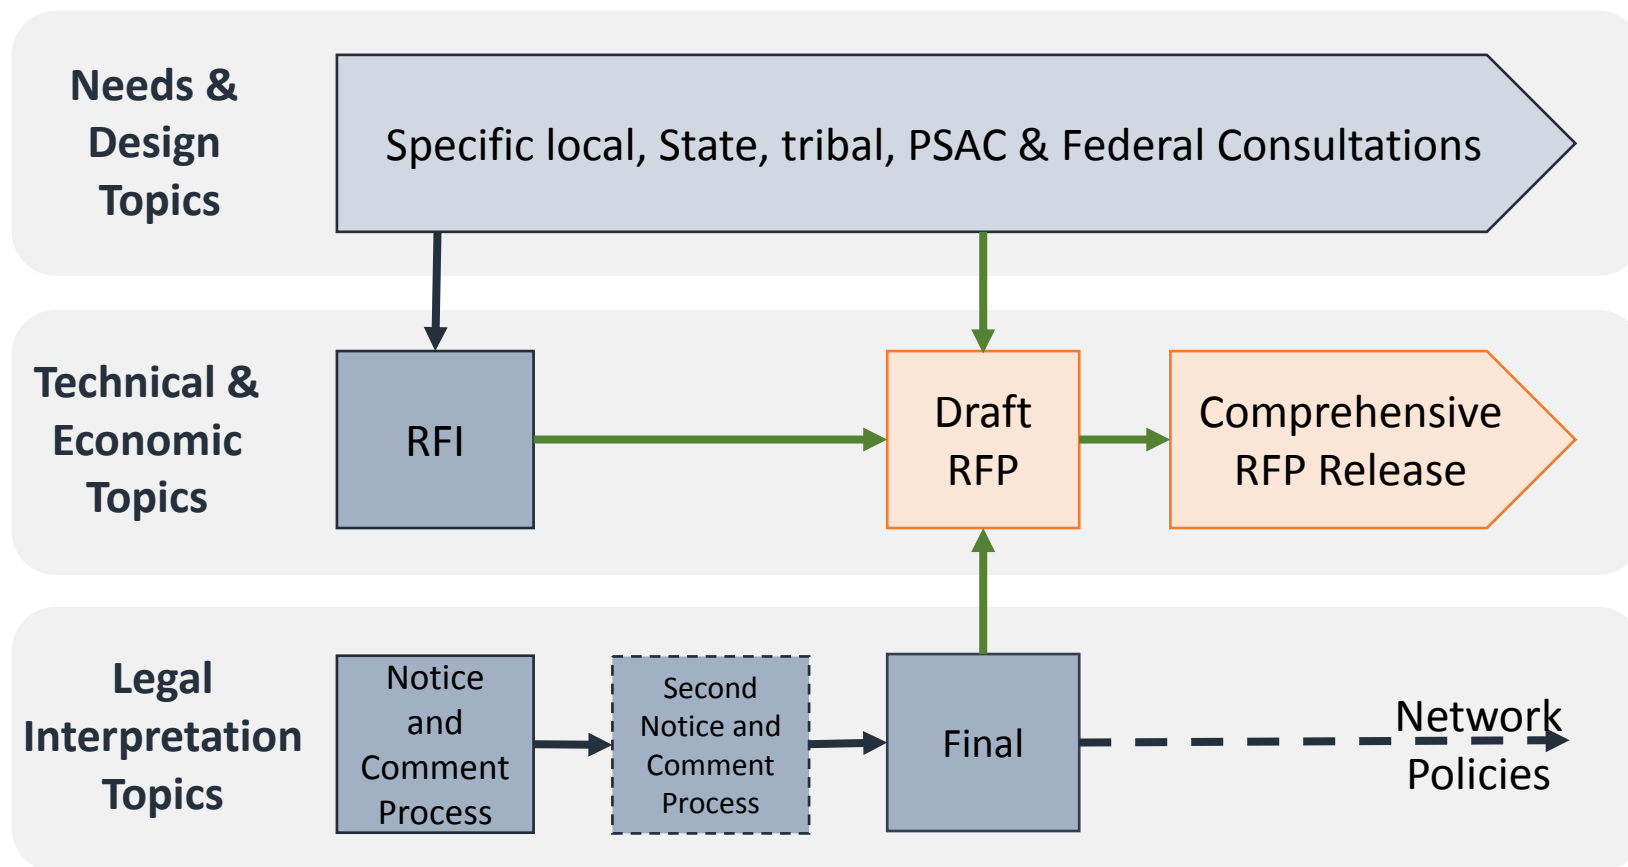 Needs &
Design
Topics
Specific local, State, tribal, PSAC & Federal Consultations
Technical &
Economic
Topics
RFI
Draft
RFP
Comprehensive
RFP Release
Legal
Interpretation
Topics
Notice
and
Comment
Process
Second
Notice and
Comment
Process
Final
Network
Policies